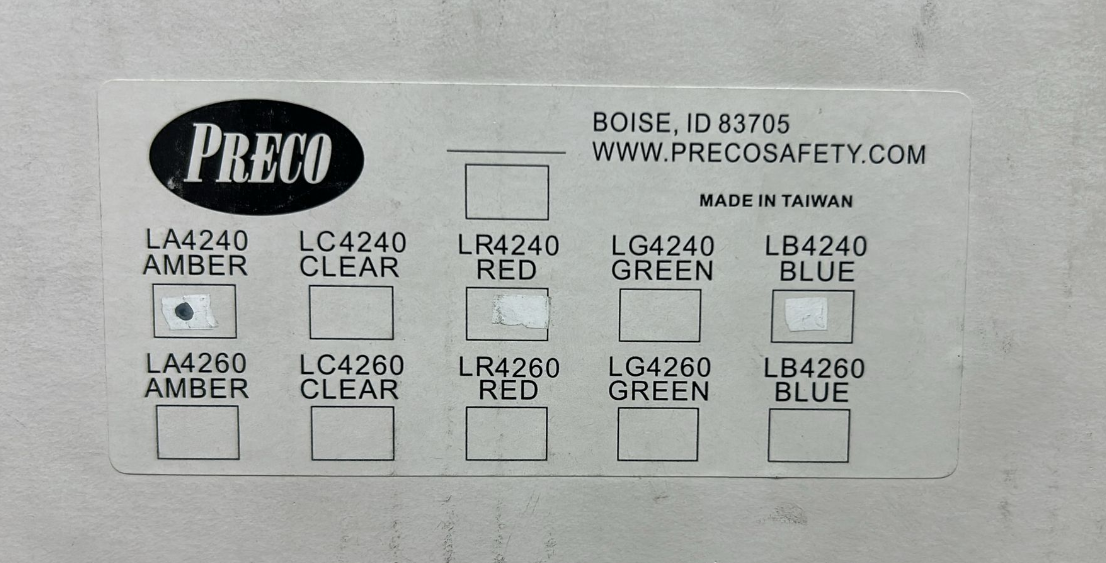 PRECO
BOISE, ID 83705
WWW.PRECOSAFETY.COM
MADE IN TAIWAN
LA4240 LC4240 LR4240 LG4240 LB4240
AMBER CLEAR RED GREEN BLUE
LA4260 LC4260 LR4260 LG4260 LB4260
AMBER CLEAR RED GREEN BLUE